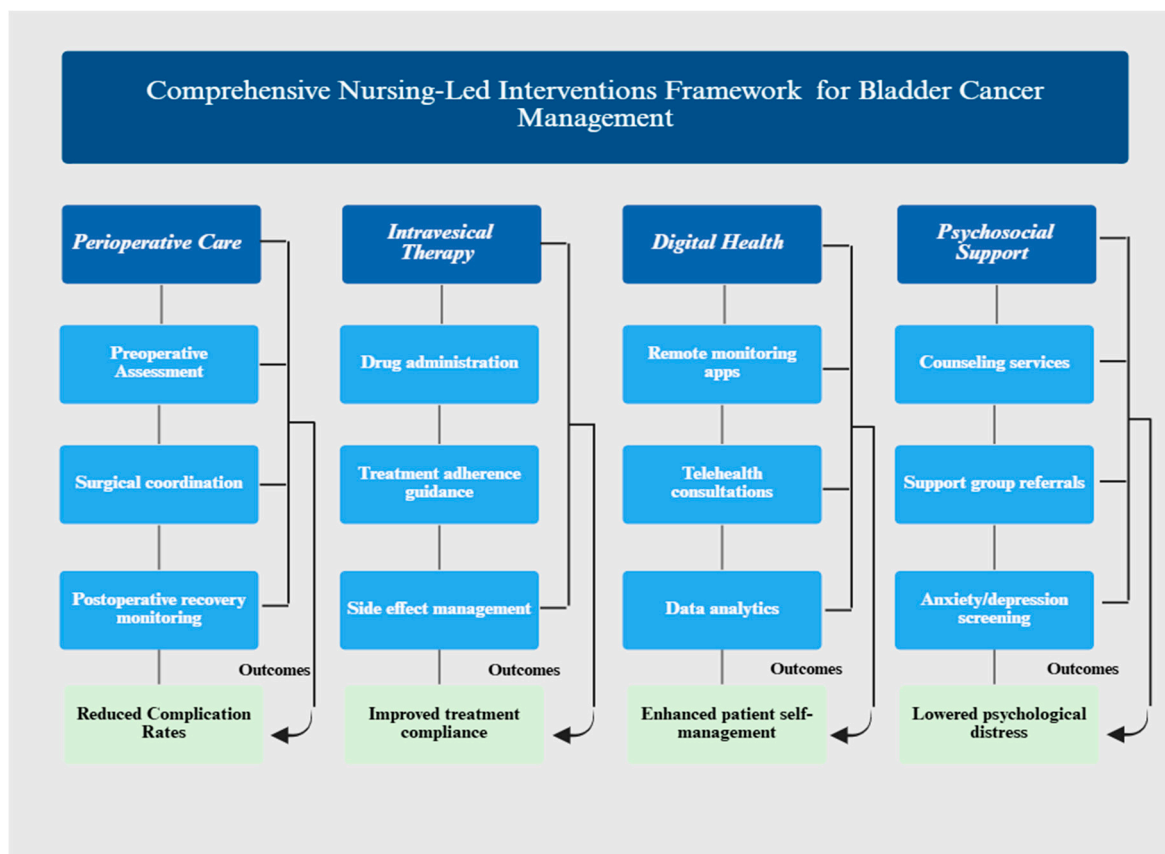 Comprehensive Nursing-Led Interventions Framework for Bladder Cancer
Management
Perioperative Care
Preoperative
Assessment
Surgical coordination
Postoperative recovery
monitoring
Outcomes
Reduced Complication
Rates
Intravesical
Therapy
Drug administration
Treatment adherence
guidance
Side effect management
Outcomes
Improved treatment
compliance
Digital Health
Remote monitoring
apps
Telehealth
consultations
Data analytics
Outcomes
Enhanced patient self-
management
Psychosocial
Support
Counseling services
Support group referrals
Anxiety/depression
screening
Outcomes
Lowered psychological
distress